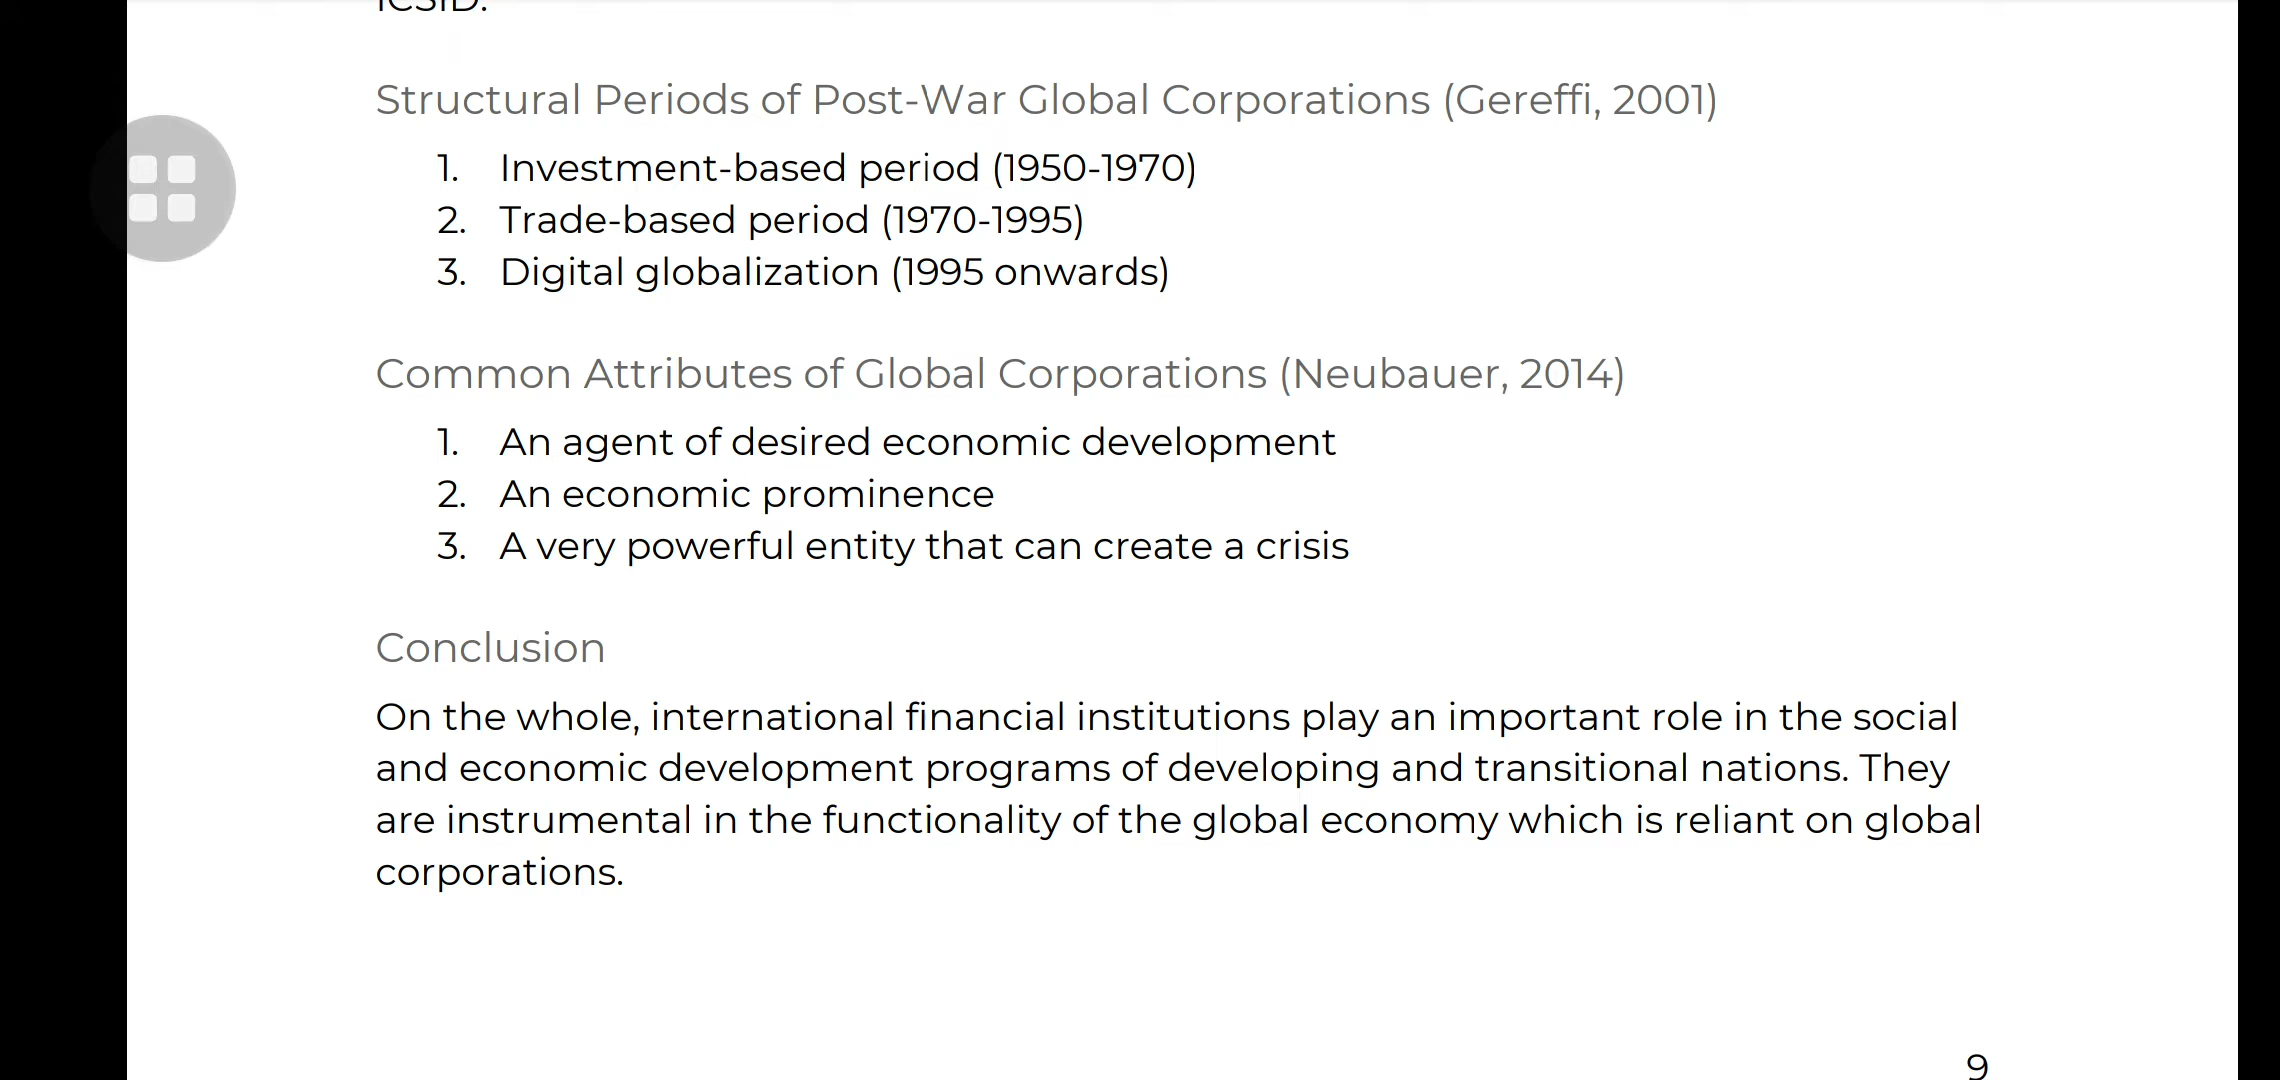 ICSID.
Structural Periods of Post-War Global Corporations (Gereffi, 2001)
1. Investment-based period (1950-1970)
2. Trade-based period (1970-1995)
3. Digital globalization (1995 onwards)
Common Attributes of Global Corporations (Neubauer, 2014)
1. An agent of desired economic development
2. An economic prominence
3. A very powerful entity that can create a crisis
Conclusion
On the whole, international financial institutions play an important role in the social
and economic development programs of developing and transitional nations. They
are instrumental in the functionality of the global economy which is reliant on global
corporations.
9